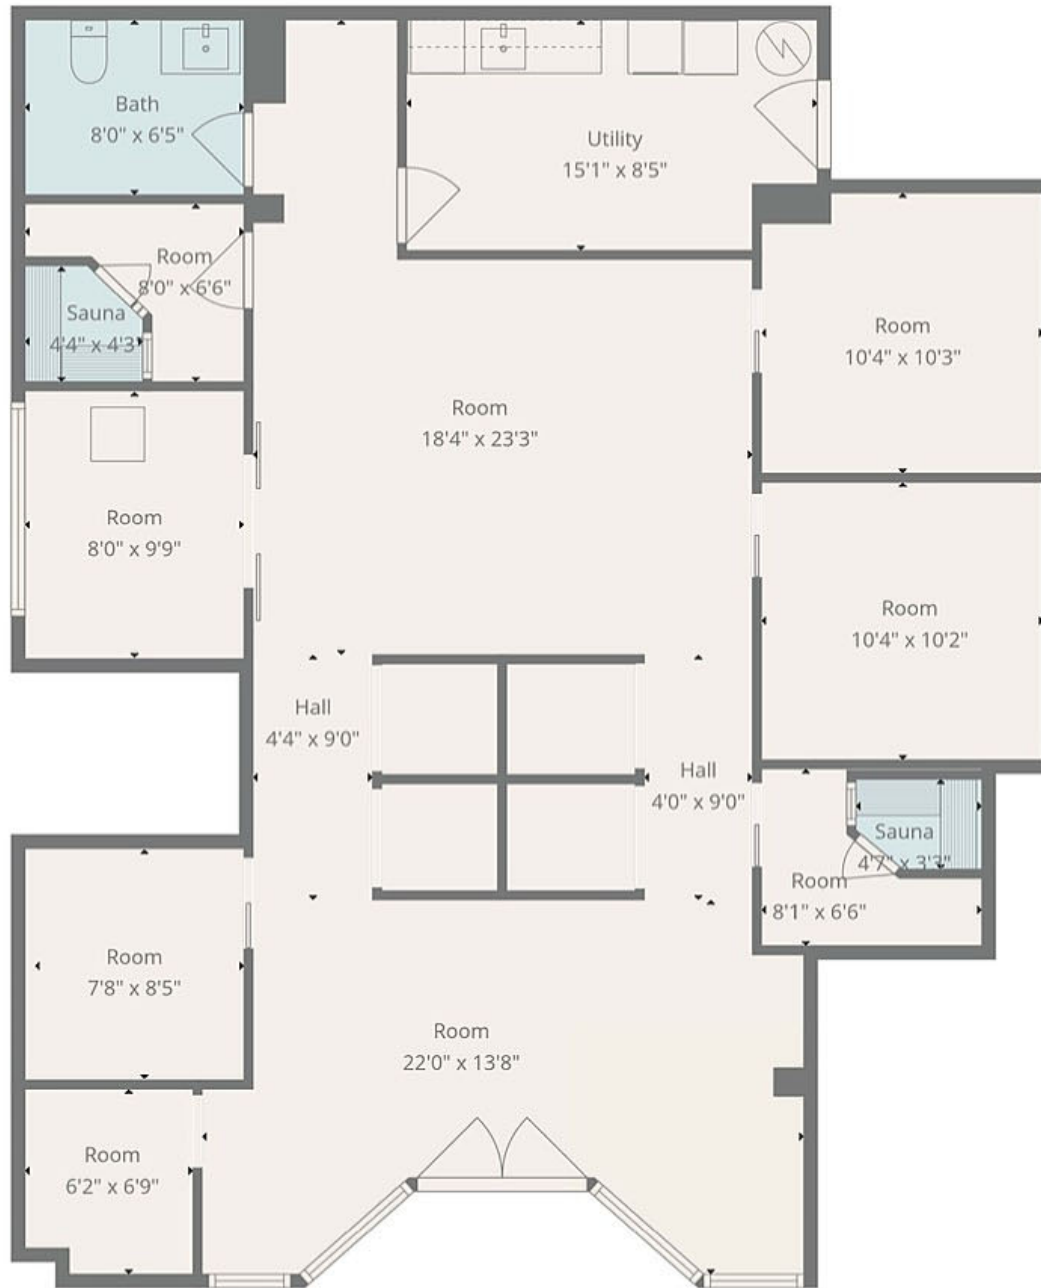 Bath
8'0" x 6'5"
Utility
15'1" x 8'5"
Room
8'0" x 6'6"
Sauna
4'4" x 4'3"
Room
10'4" x 10'3"
Room
18'4" x 23'3"
Room
8'0" x 9'9"
Room
10'4" x 10'2"
Hall
4'4" x 9'0"
Hall
4'0" x 9'0"
Sauna
4'7" x 3'3"
Room
8'1" x 6'6"
Room
7'8" x 8'5"
Room
22'0" x 13'8"
Room
6'2" x 6'9"